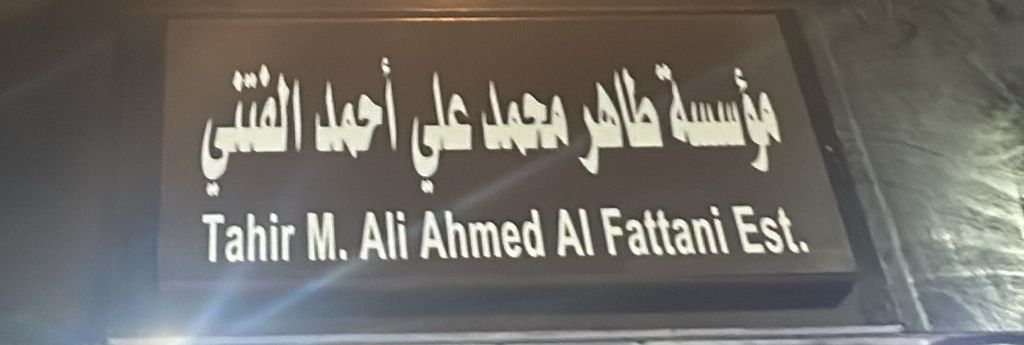 مؤسسة طاهر محمد علي أحمد الفتني
Tahir M. Ali Ahmed Al Fattani Est.